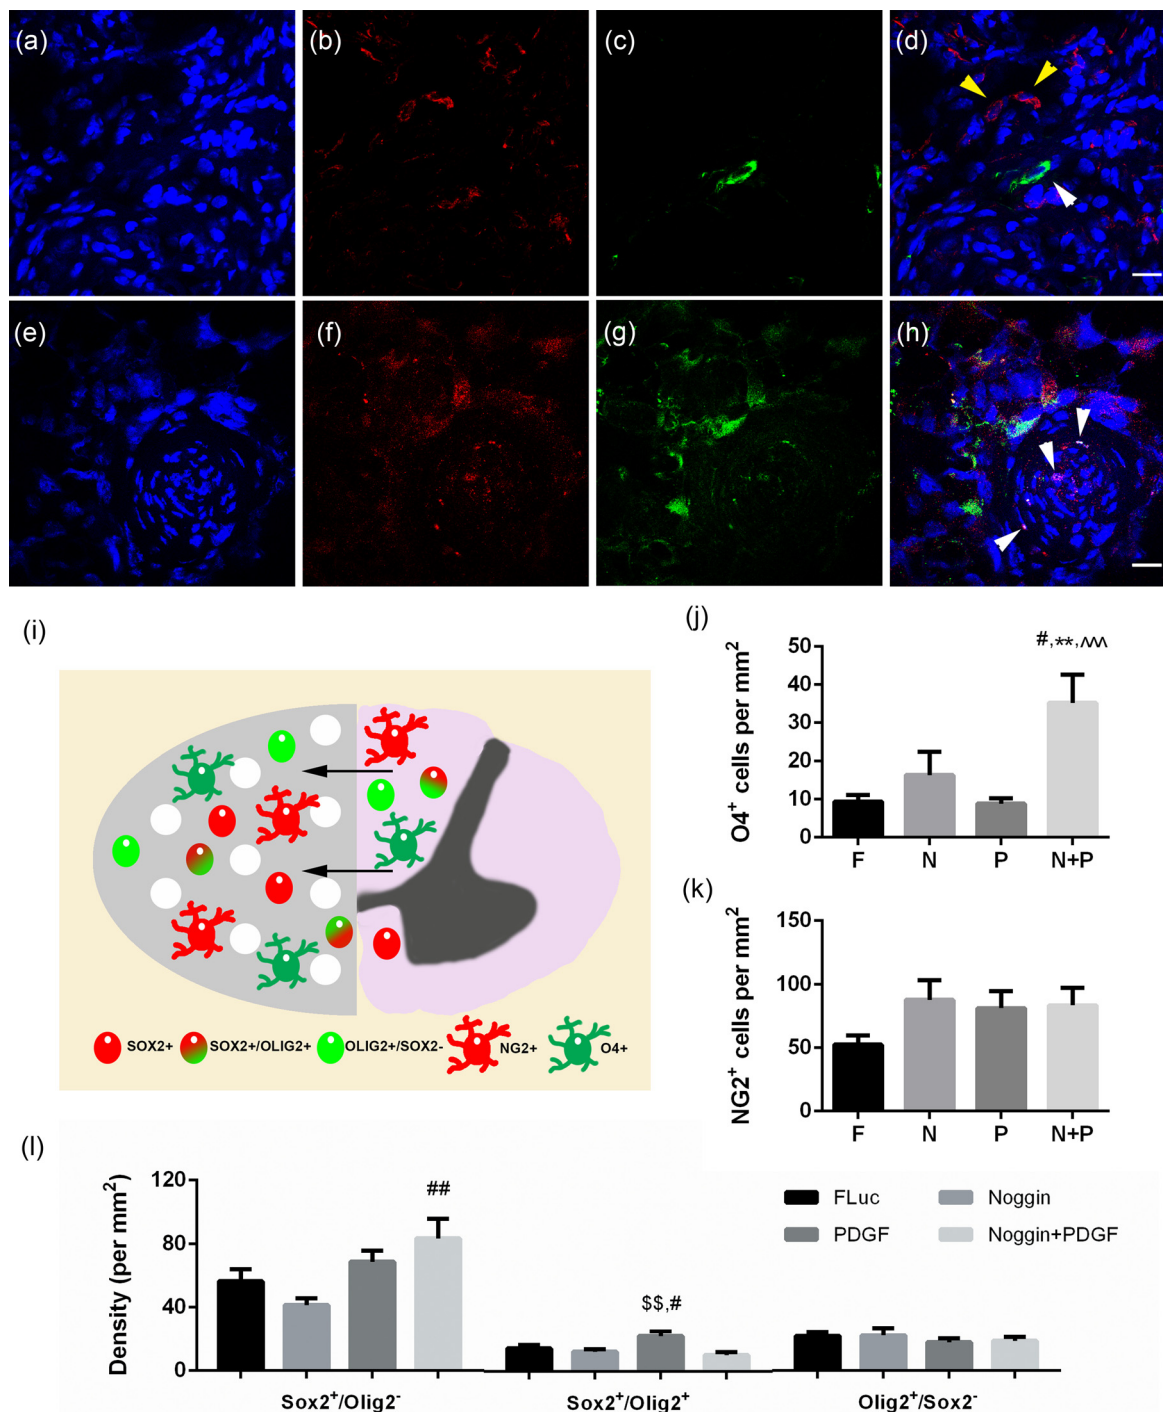 (a) (b) (c) (d)
(e) (f) (g) (h)
(i)
SOX2+ SOX2+/OLIG2+ OLIG2+/SOX2- NG2+ O4+
(j)
O4⁺ cells per mm²
50
40
30
20
10
0
#,**,^^^
F N P N+P
(k)
NG2⁺ cells per mm²
150
100
50
0
F N P N+P
(l)
Density (per mm²)
120
80
40
0
##
$$,#
FLuc Noggin
PDGF Noggin+PDGF
Sox2⁺/Olig2⁻ Sox2⁺/Olig2⁺ Olig2⁺/Sox2⁻